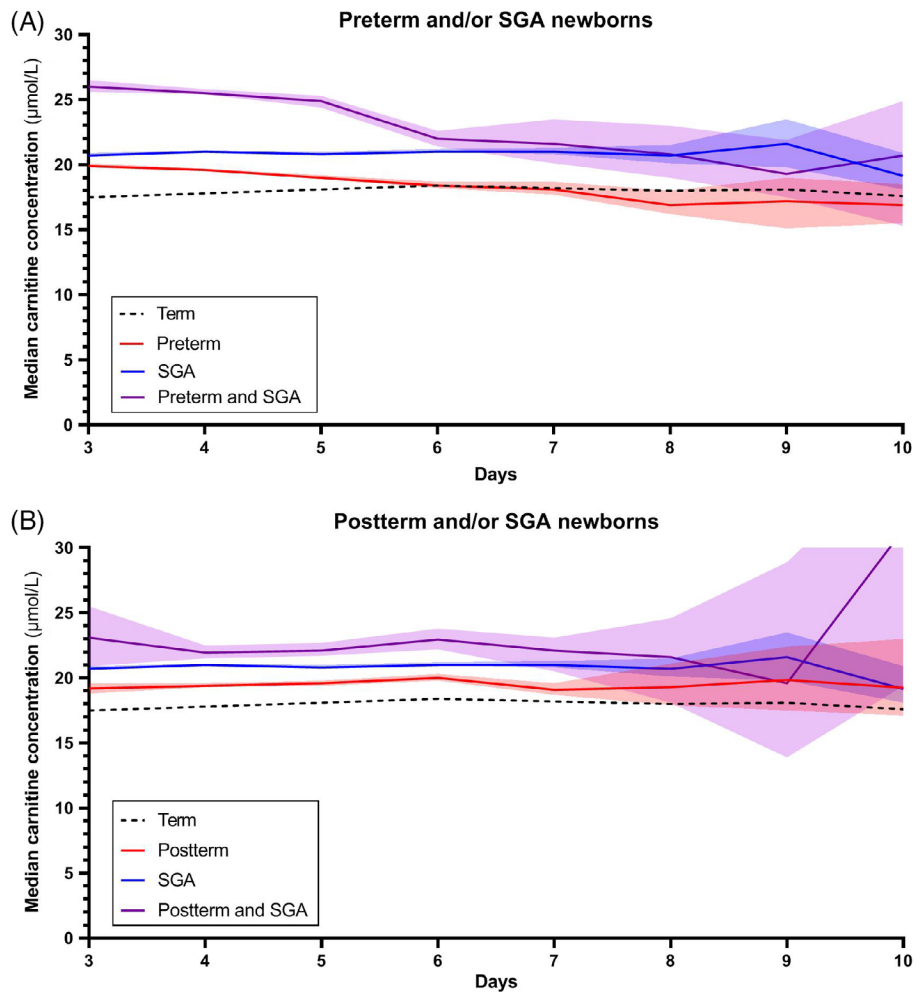 (A)
Preterm and/or SGA newborns
Median carnitine concentration (μmol/L)
30
25
20
15
10
5
0
Term
Preterm
SGA
Preterm and SGA
3 4 5 6 7 8 9 10
Days
(B)
Postterm and/or SGA newborns
Median carnitine concentration (μmol/L)
30
25
20
15
10
5
0
Term
Postterm
SGA
Postterm and SGA
3 4 5 6 7 8 9 10
Days